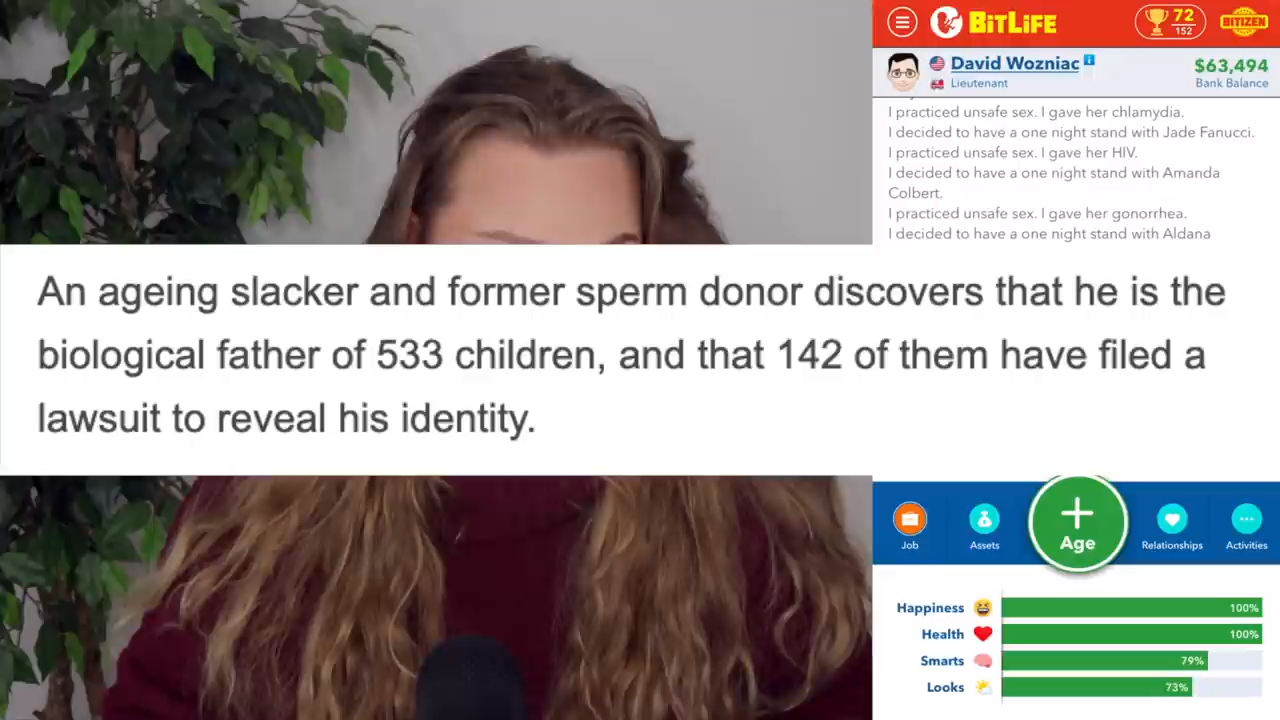 BITLIFE
72
152
BITIZEN
David Wozniac
Lieutenant
$63,494
Bank Balance
I practiced unsafe sex. I gave her chlamydia.
I decided to have a one night stand with Jade Fanucci.
I practiced unsafe sex. I gave her HIV.
I decided to have a one night stand with Amanda
Colbert.
I practiced unsafe sex. I gave her gonorrhea.
I decided to have a one night stand with Aldana
An ageing slacker and former sperm donor discovers that he is the
biological father of 533 children, and that 142 of them have filed a
lawsuit to reveal his identity.
Job
Assets
+
Age
Relationships
Activities
Happiness 100%
Health 100%
Smarts 79%
Looks 73%